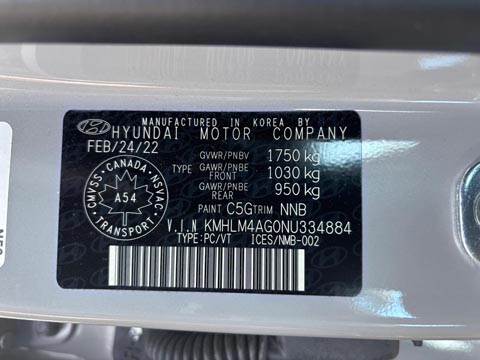 MANUFACTURED IN KOREA BY
HYUNDAI MOTOR COMPANY
FEB/24/22
GVWR/PNBV 1750 kg
TYPE GAWR/PNBE FRONT 1030 kg
GAWR/PNBE 950 kg
CMVSS CANADA NSVAC
A54
TRANSPORT
PAINT C5G TRIM NNB
V.I.N KMHLM4AG0NU334884
TYPE:PC/VT ICES/NMB-002